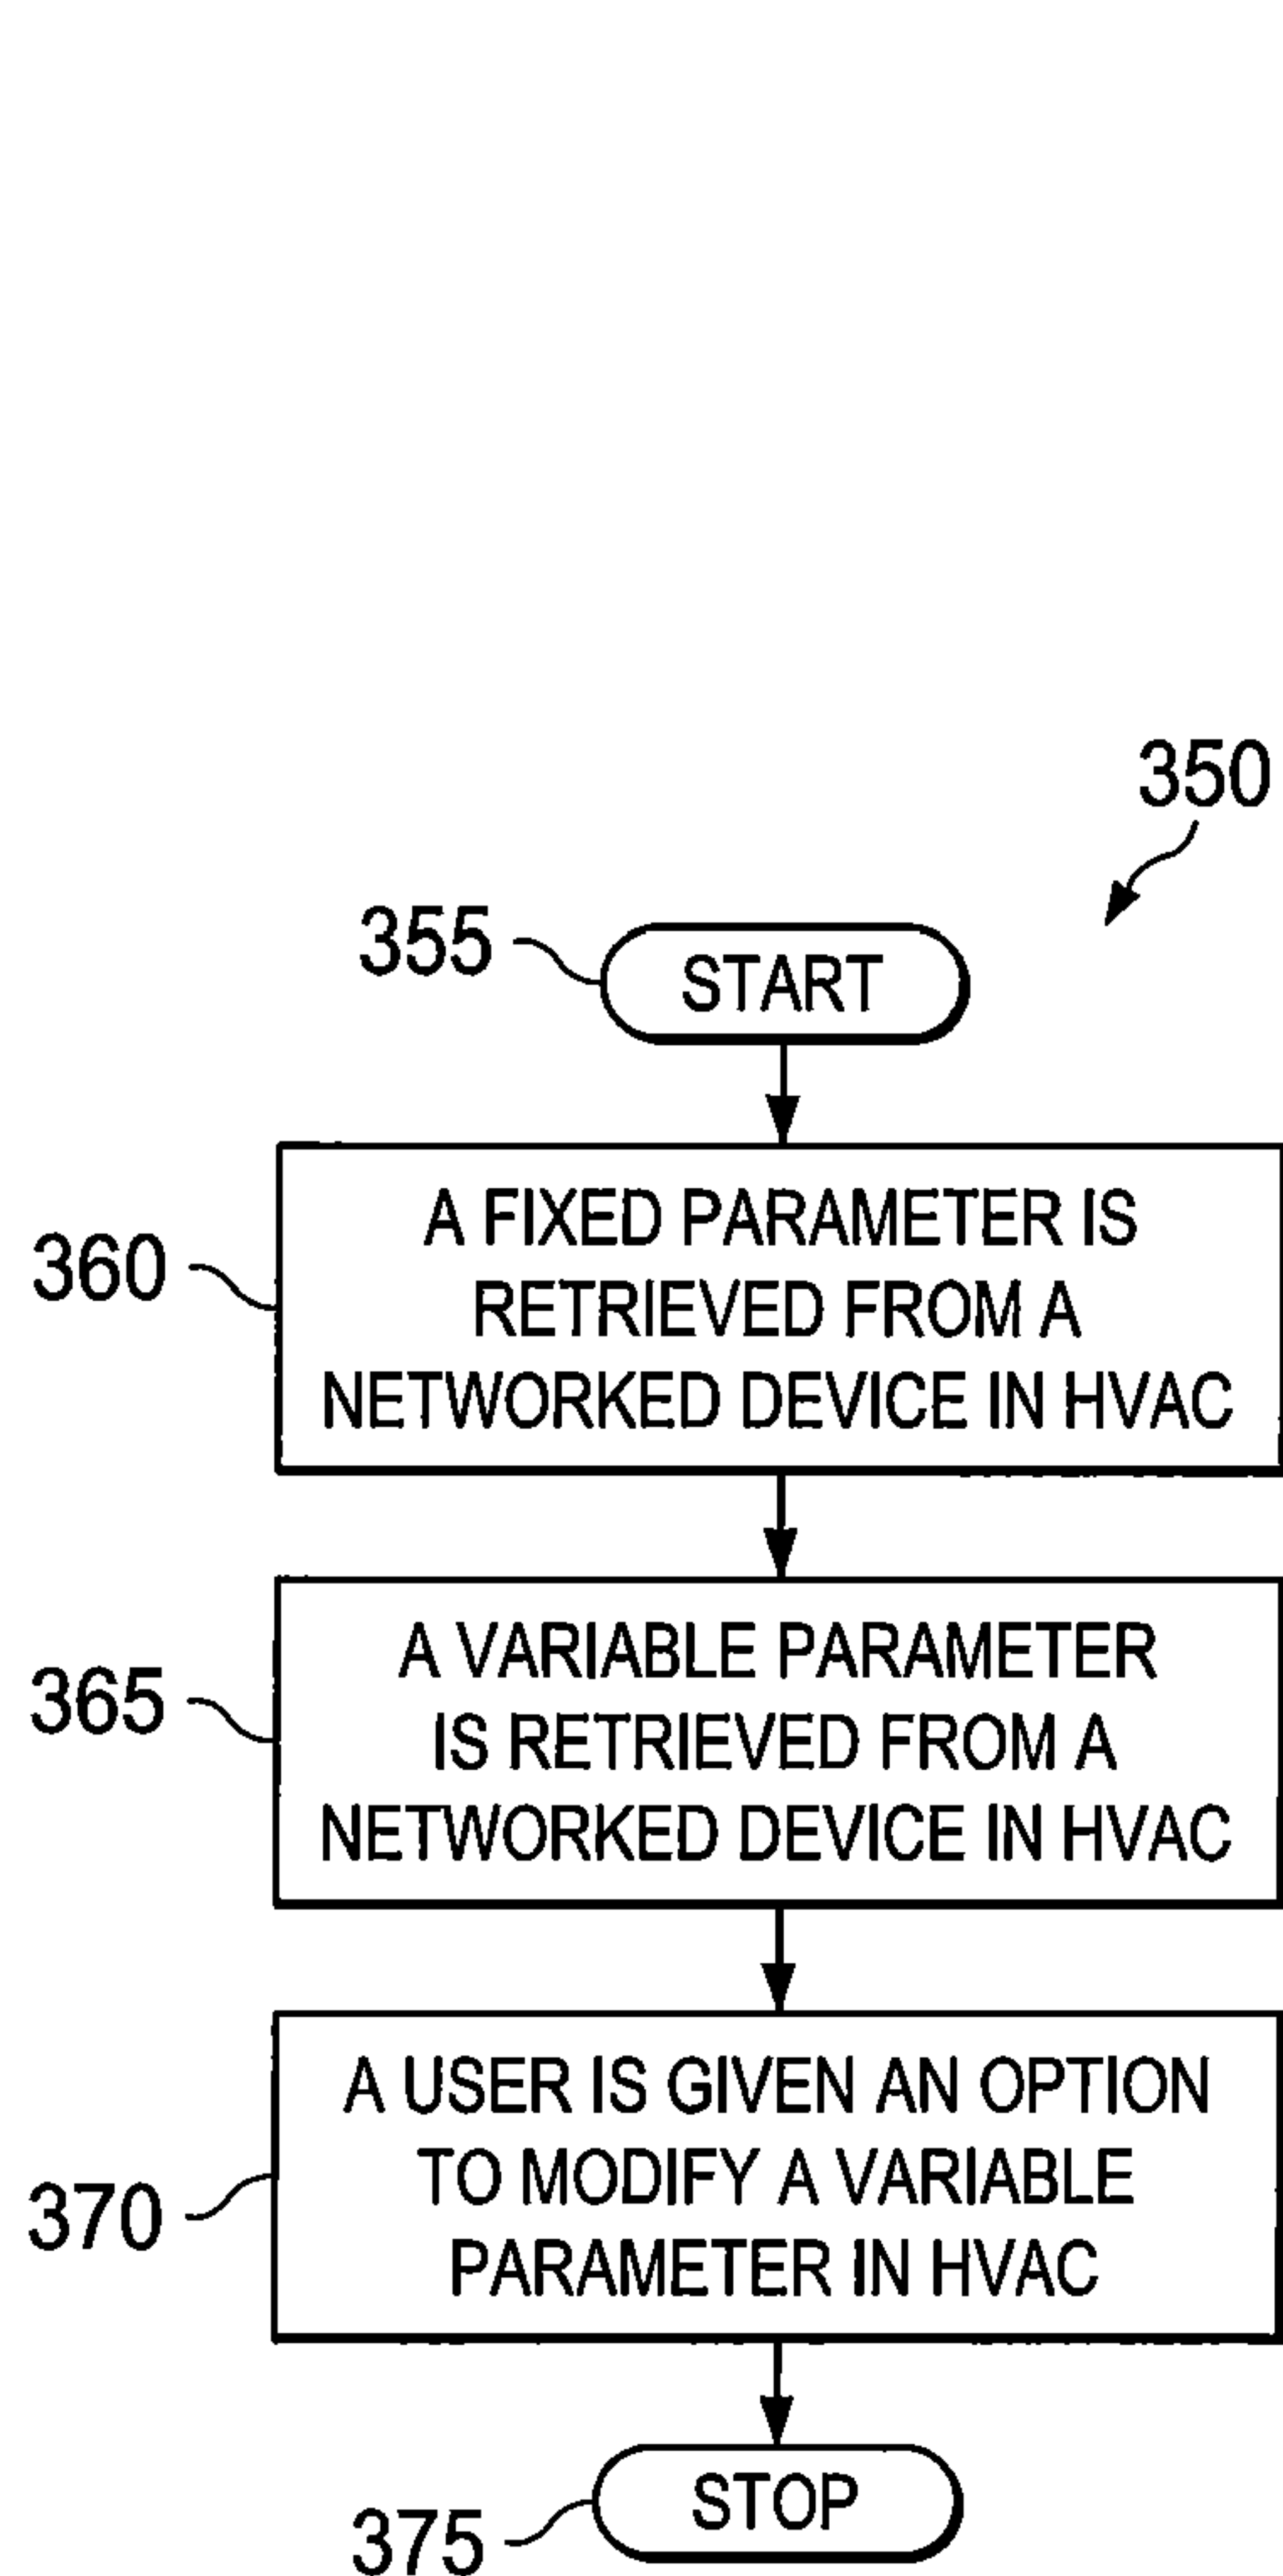 350
355
START
360
A FIXED PARAMETER IS
RETRIEVED FROM A
NETWORKED DEVICE IN HVAC
365
A VARIABLE PARAMETER
IS RETRIEVED FROM A
NETWORKED DEVICE IN HVAC
370
A USER IS GIVEN AN OPTION
TO MODIFY A VARIABLE
PARAMETER IN HVAC
375
STOP